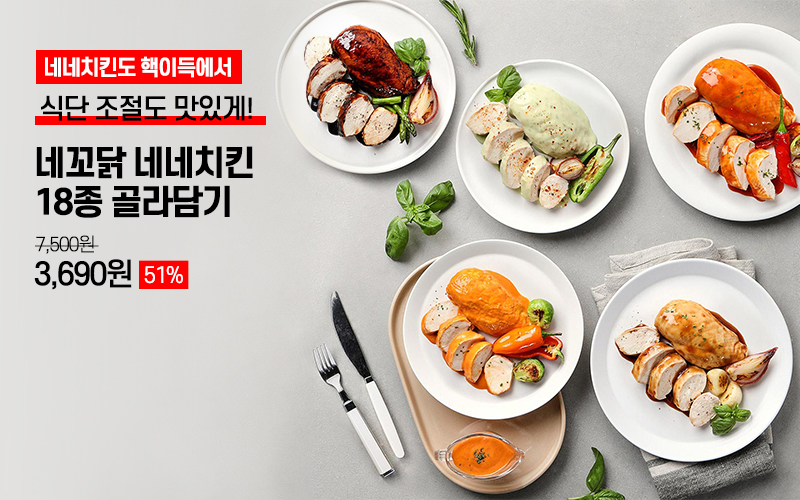 네네치킨도 핵이득에서
식단 조절도 맛있게!
네꼬닭 네네치킨
18종 골라담기
7,500원
3,690원 51%